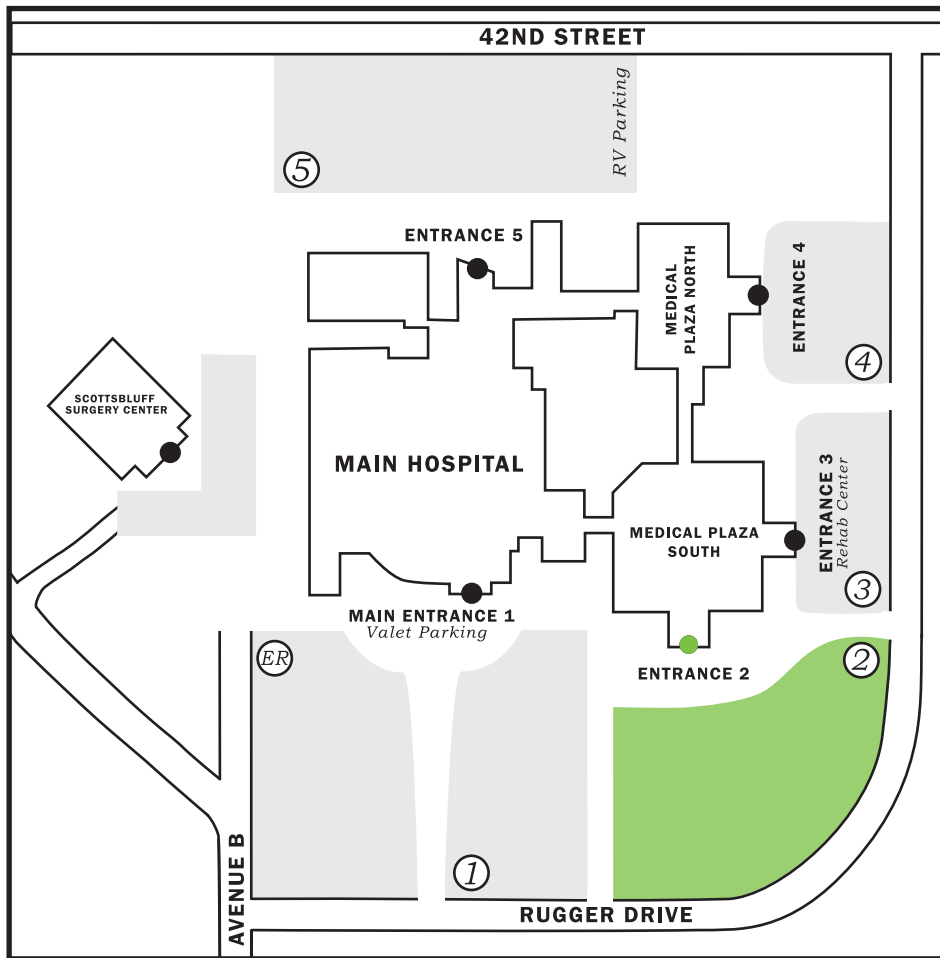 42ND STREET
RV Parking
5
ENTRANCE 5
MEDICAL
PLAZA NORTH
ENTRANCE 4
4
SCOTTSBLUFF
SURGERY CENTER
MAIN HOSPITAL
ENTRANCE 3
Rehab Center
MEDICAL PLAZA
SOUTH
3
MAIN ENTRANCE 1
Valet Parking
ER
2
ENTRANCE 2
1
AVENUE B
RUGGER DRIVE